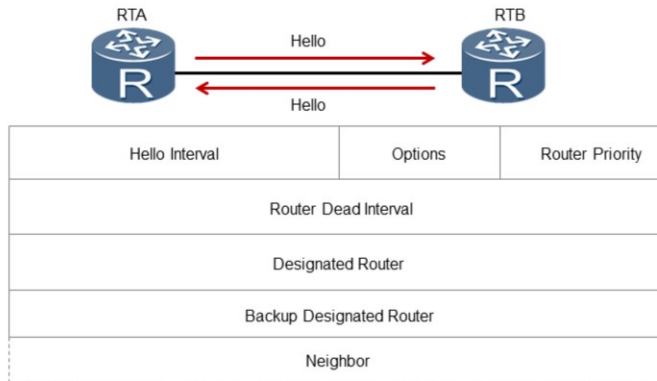 RTA
RTB
Hello
R
R
Hello
Hello Interval
Options
Router Priority
Router Dead Interval
Designated Router
Backup Designated Router
Neighbor